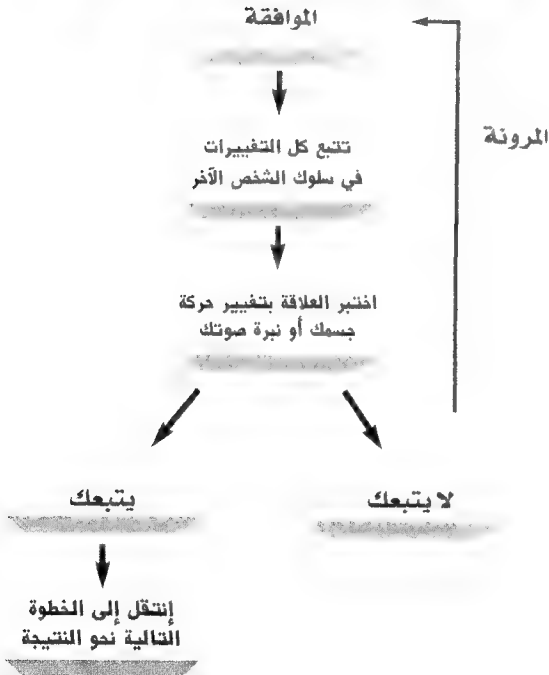 الموافقة
المرونة
تتبع كل التغييرات
في سلوك الشخص الآخر
اختبر العلاقة بتغيير حركة
جسمك أو نبرة صوتك
يتبعك
لا يتبعك
إنتقل إلى الخطوة
التالية نحو النتيجة